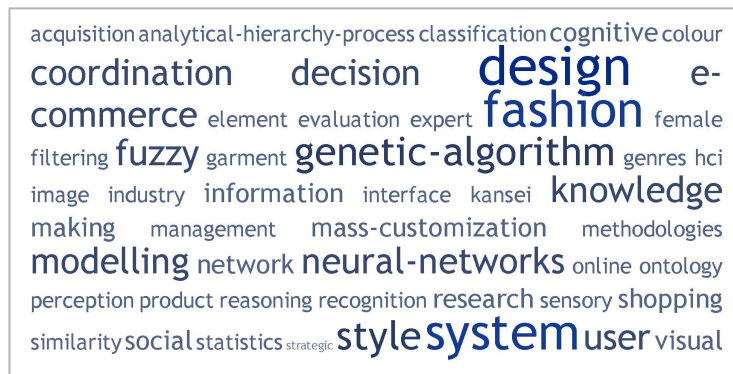 acquisition analytical-hierarchy-process classification cognitive colour
coordination decision design e-
commerce element evaluation expert fashion female
filtering fuzzy garment genetic-algorithm genres hci
image industry information interface kansei knowledge
making management mass-customization methodologies
modelling network neural-networks online ontology
perception product reasoning recognition research sensory shopping
similarity social statistics strategic style system user visual